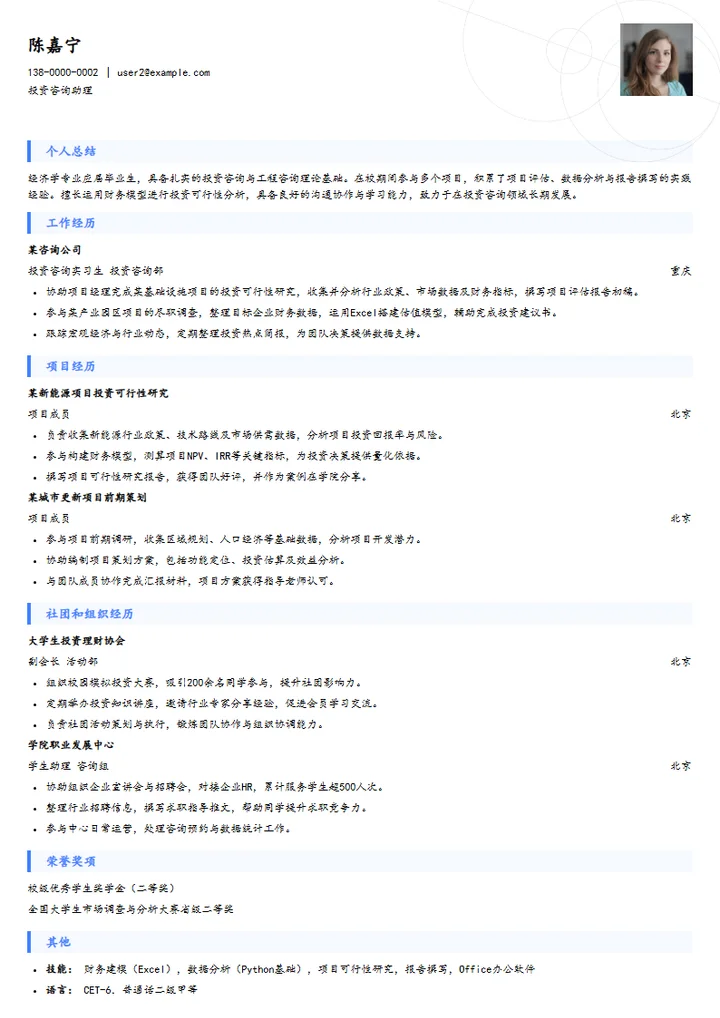 陈嘉宁
138-0000-0002 | user2@example.com
投资咨询助理
个人总结
经济学专业应届毕业生，具备扎实的投资咨询与工程咨询理论基础。在校期间参与多个项目，积累了项目评估、数据分析与报告撰写的实践
经验。擅长运用财务模型进行投资可行性分析，具备良好的沟通协作与学习能力，致力于在投资咨询领域长期发展。
工作经历
某咨询公司
投资咨询实习生 投资咨询部 重庆
• 协助项目经理完成某基础设施项目的投资可行性研究，收集并分析行业政策、市场数据及财务指标，撰写项目评估报告初稿。
• 参与某产业园区项目的尽职调查，整理目标企业财务数据，运用Excel搭建估值模型，辅助完成投资建议书。
• 跟踪宏观经济与行业动态，定期整理投资热点简报，为团队决策提供数据支持。
项目经历
某新能源项目投资可行性研究
项目成员 北京
• 负责收集新能源行业政策、技术路线及市场供需数据，分析项目投资回报率与风险。
• 参与构建财务模型，测算项目NPV、IRR等关键指标，为投资决策提供量化依据。
• 撰写项目可行性研究报告，获得团队好评，并作为案例在学院分享。
某城市更新项目前期策划
项目成员 北京
• 参与项目前期调研，收集区域规划、人口经济等基础数据，分析项目开发潜力。
• 协助编制项目策划方案，包括功能定位、投资估算及效益分析。
• 与团队成员协作完成汇报材料，项目方案获得指导老师认可。
社团和组织经历
大学生投资理财协会
副会长 活动部 北京
• 组织校园模拟投资大赛，吸引200余名同学参与，提升社团影响力。
• 定期举办投资知识讲座，邀请行业专家分享经验，促进会员学习交流。
• 负责社团活动策划与执行，锻炼团队协作与组织协调能力。
学院职业发展中心
学生助理 咨询组 北京
• 协助组织企业宣讲会与招聘会，对接企业HR，累计服务学生超500人次。
• 整理行业招聘信息，撰写求职指导推文，帮助同学提升求职竞争力。
• 参与中心日常运营，处理咨询预约与数据统计工作。
荣誉奖项
校级优秀学生奖学金（二等奖）
全国大学生市场调查与分析大赛省级二等奖
其他
• 技能： 财务建模（Excel），数据分析（Python基础），项目可行性研究，报告撰写，Office办公软件
• 语言： CET-6，普通话二级甲等